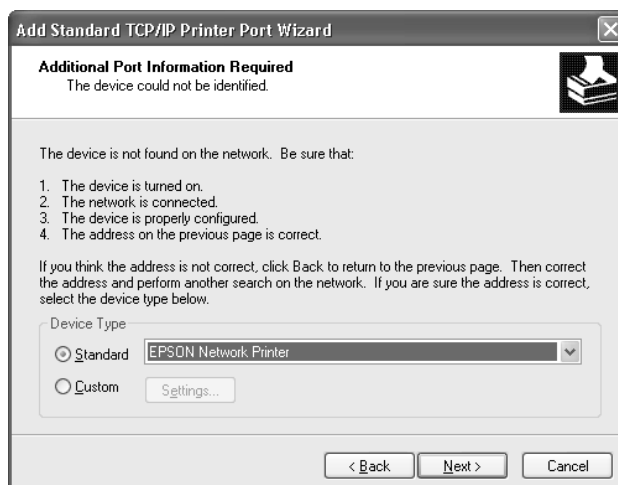 Add Standard TCP/IP Printer Port Wizard
Additional Port Information Required
The device could not be identified.
The device is not found on the network. Be sure that:
1. The device is turned on.
2. The network is connected.
3. The device is properly configured.
4. The address on the previous page is correct.
If you think the address is not correct, click Back to return to the previous page. Then correct
the address and perform another search on the network. If you are sure the address is correct,
select the device type below.
Device Type
Standard EPSON Network Printer
Custom Settings...
< Back Next > Cancel